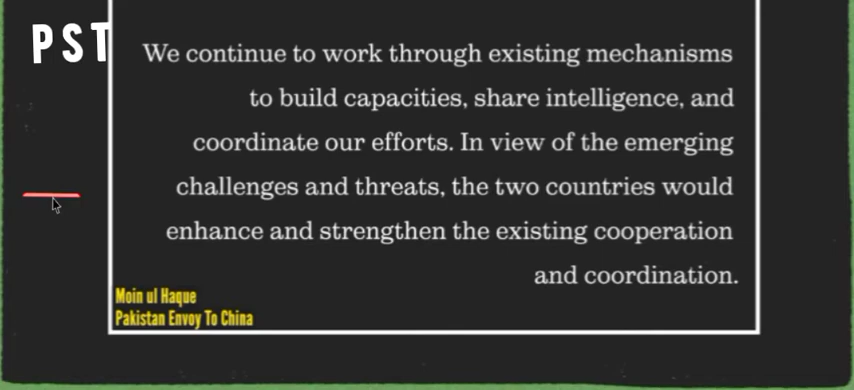 PST
We continue to work through existing mechanisms
to build capacities, share intelligence, and
coordinate our efforts. In view of the emerging
challenges and threats, the two countries would
enhance and strengthen the existing cooperation
and coordination.
Moin ul Haque
Pakistan Envoy To China